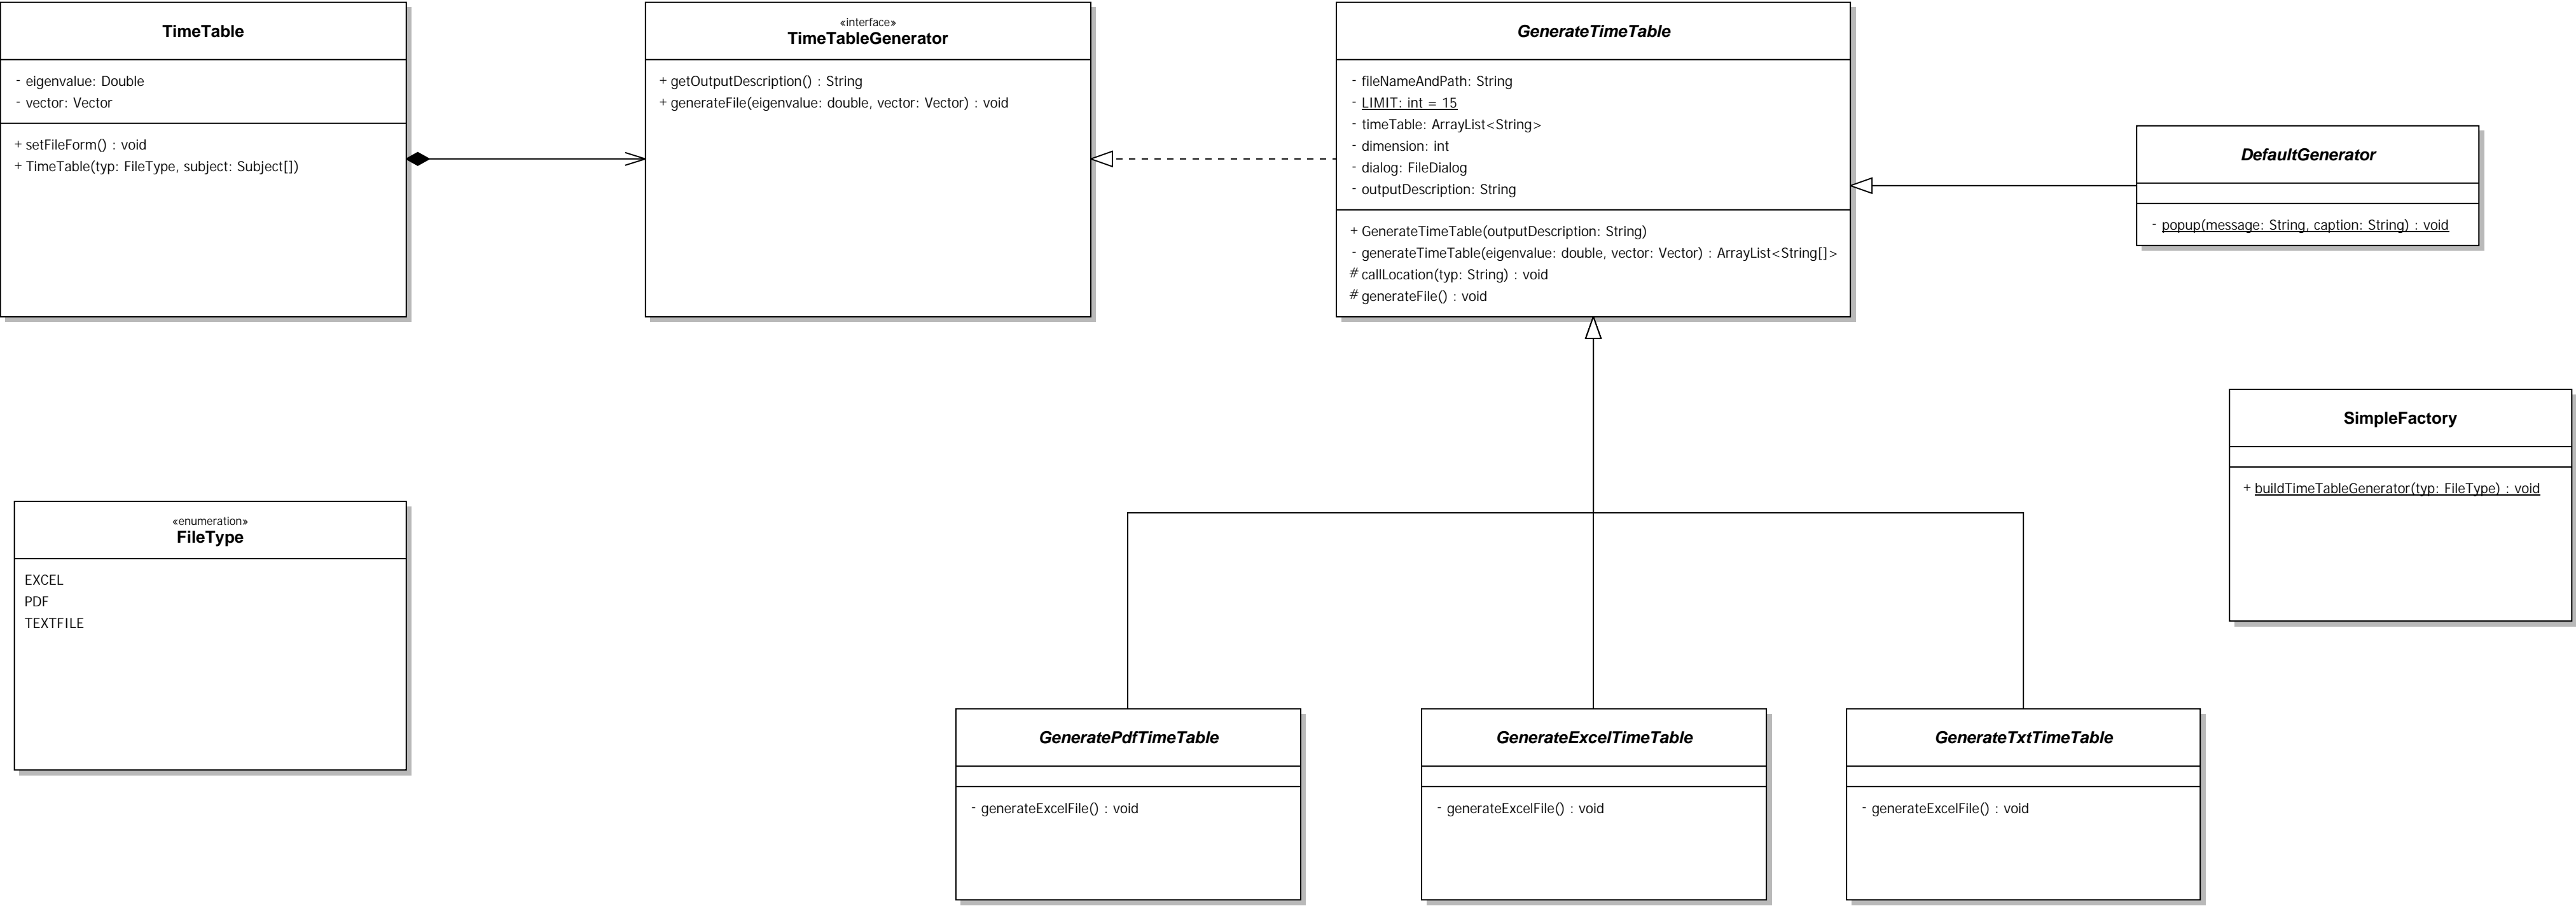 TimeTable
- eigenvalue: Double
- vector: Vector
+ setFileForm() : void
+ TimeTable(typ: FileType, subject: Subject[])
«interface»
TimeTableGenerator
+ getOutputDescription() : String
+ generateFile(eigenvalue: double, vector: Vector) : void
GenerateTimeTable
- fileNameAndPath: String
- LIMIT: int = 15
- timeTable: ArrayList<String>
- dimension: int
- dialog: FileDialog
- outputDescription: String
+ GenerateTimeTable(outputDescription: String)
- generateTimeTable(eigenvalue: double, vector: Vector) : ArrayList<String[]>
# callLocation(typ: String) : void
# generateFile() : void
DefaultGenerator
- popup(message: String, caption: String) : void
SimpleFactory
+ buildTimeTableGenerator(typ: FileType) : void
«enumeration»
FileType
EXCEL
PDF
TEXTFILE
GeneratePdfTimeTable
- generateExcelFile() : void
GenerateExcelTimeTable
- generateExcelFile() : void
GenerateTxtTimeTable
- generateExcelFile() : void